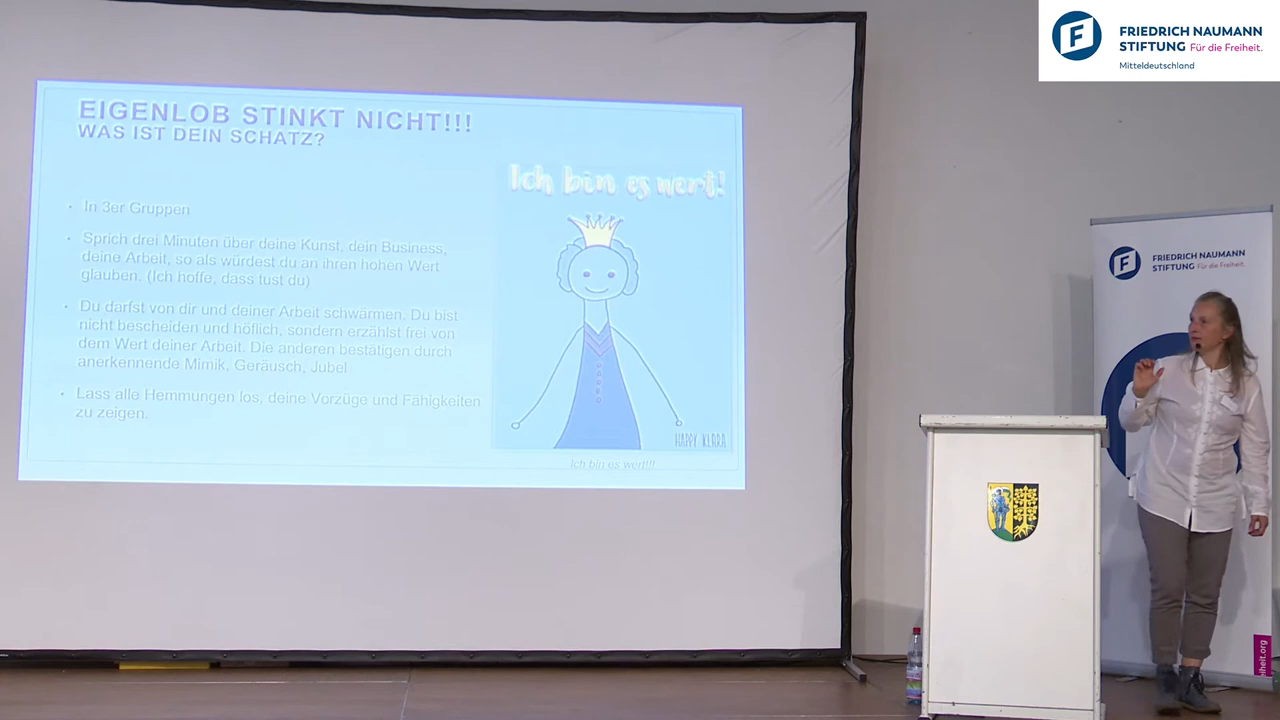 FRIEDRICH NAUMANN
STIFTUNG Für die Freiheit.
Mitteldeutschland
EIGENLOB STINKT NICHT!!!
WAS IST DEIN SCHATZ?
• In 3er Gruppen
• Sprich drei Minuten über deine Kunst, dein Business,
deine Arbeit, so als würdest du an ihren hohen Wert
glauben. (Ich hoffe, dass tust du)
• Du darfst von dir und deiner Arbeit schwärmen. Du bist
nicht bescheiden und höflich, sondern erzählst frei von
dem Wert deiner Arbeit. Die anderen bestätigen durch
anerkennende Mimik, Geräusch, Jubel
• Lass alle Hemmungen los, deine Vorzüge und Fähigkeiten
zu zeigen.
Ich bin es wert!
HAPPY KLARA
Ich bin es wert!!!
FRIEDRICH NAUMANN
STIFTUNG Für die Freiheit.
iheit.org